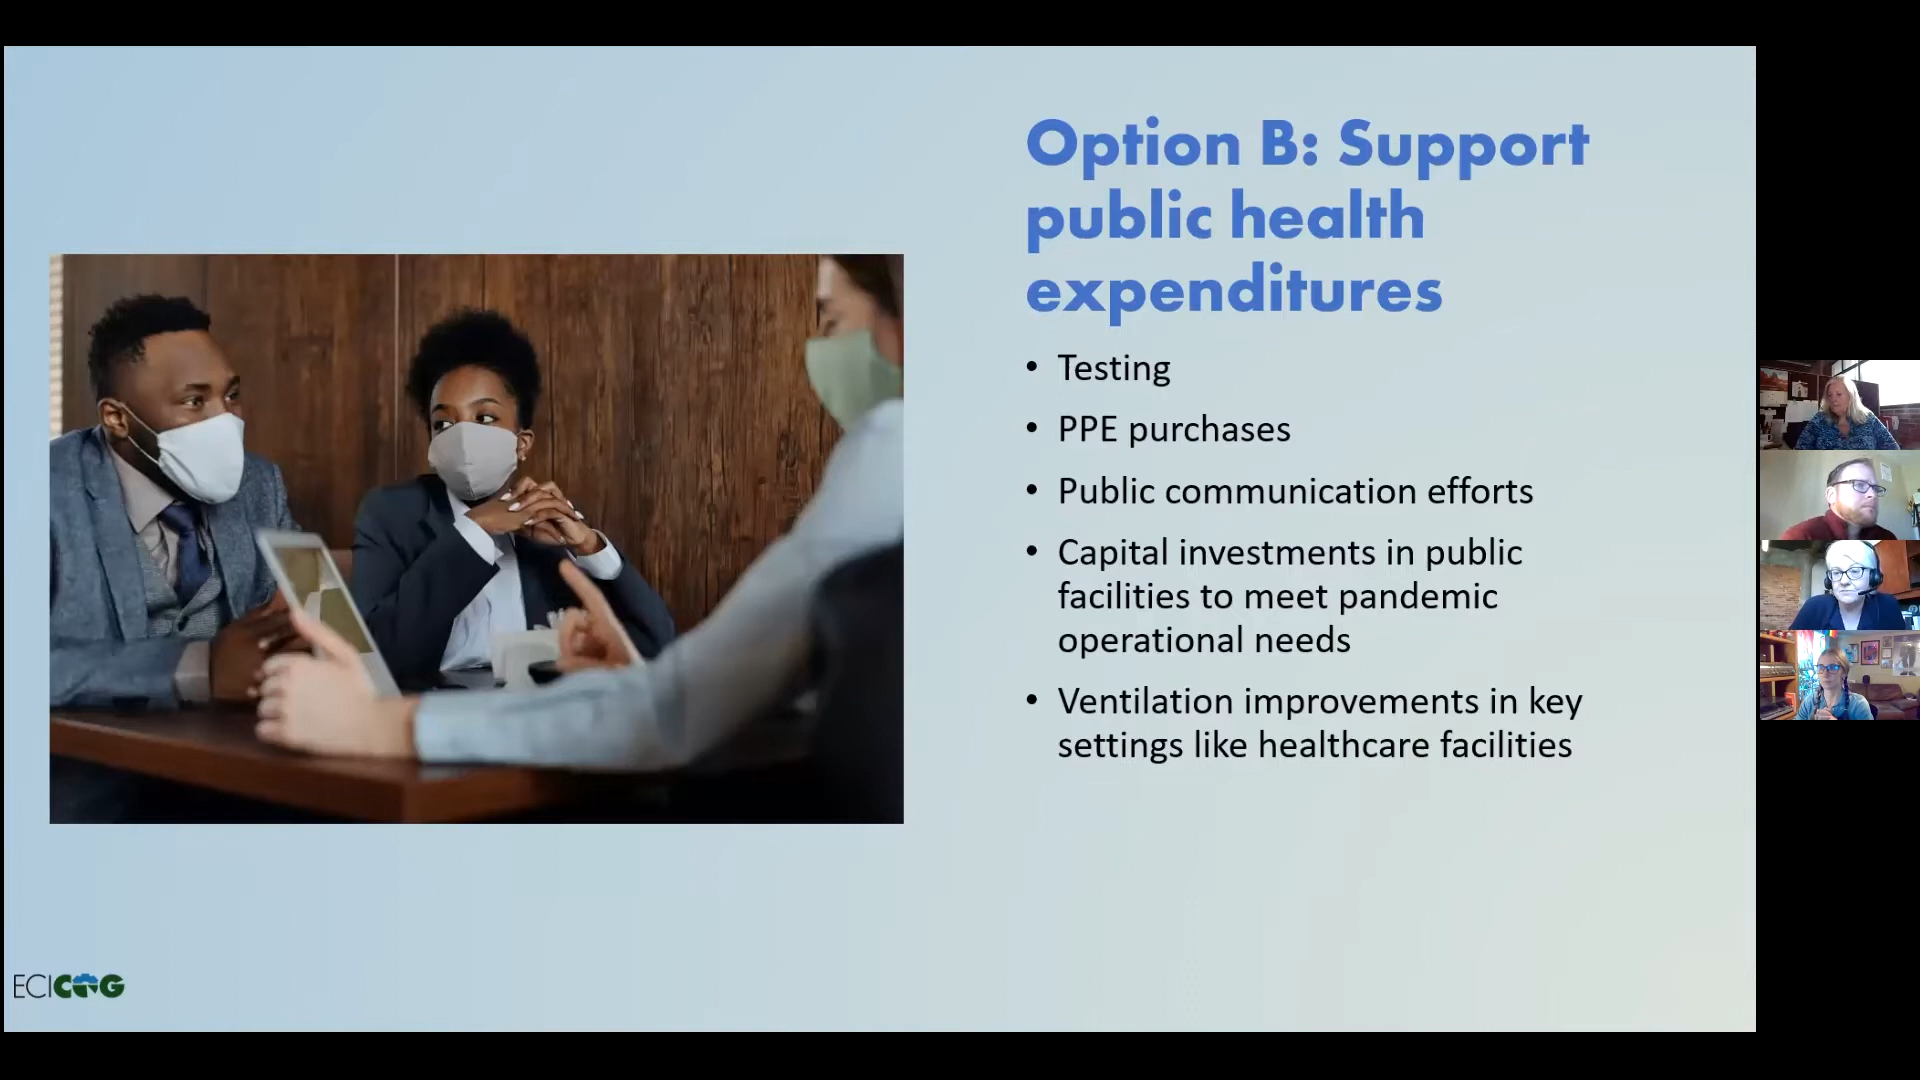 Option B: Support
public health
expenditures
• Testing
• PPE purchases
• Public communication efforts
• Capital investments in public
facilities to meet pandemic
operational needs
• Ventilation improvements in key
settings like healthcare facilities
ECICOG